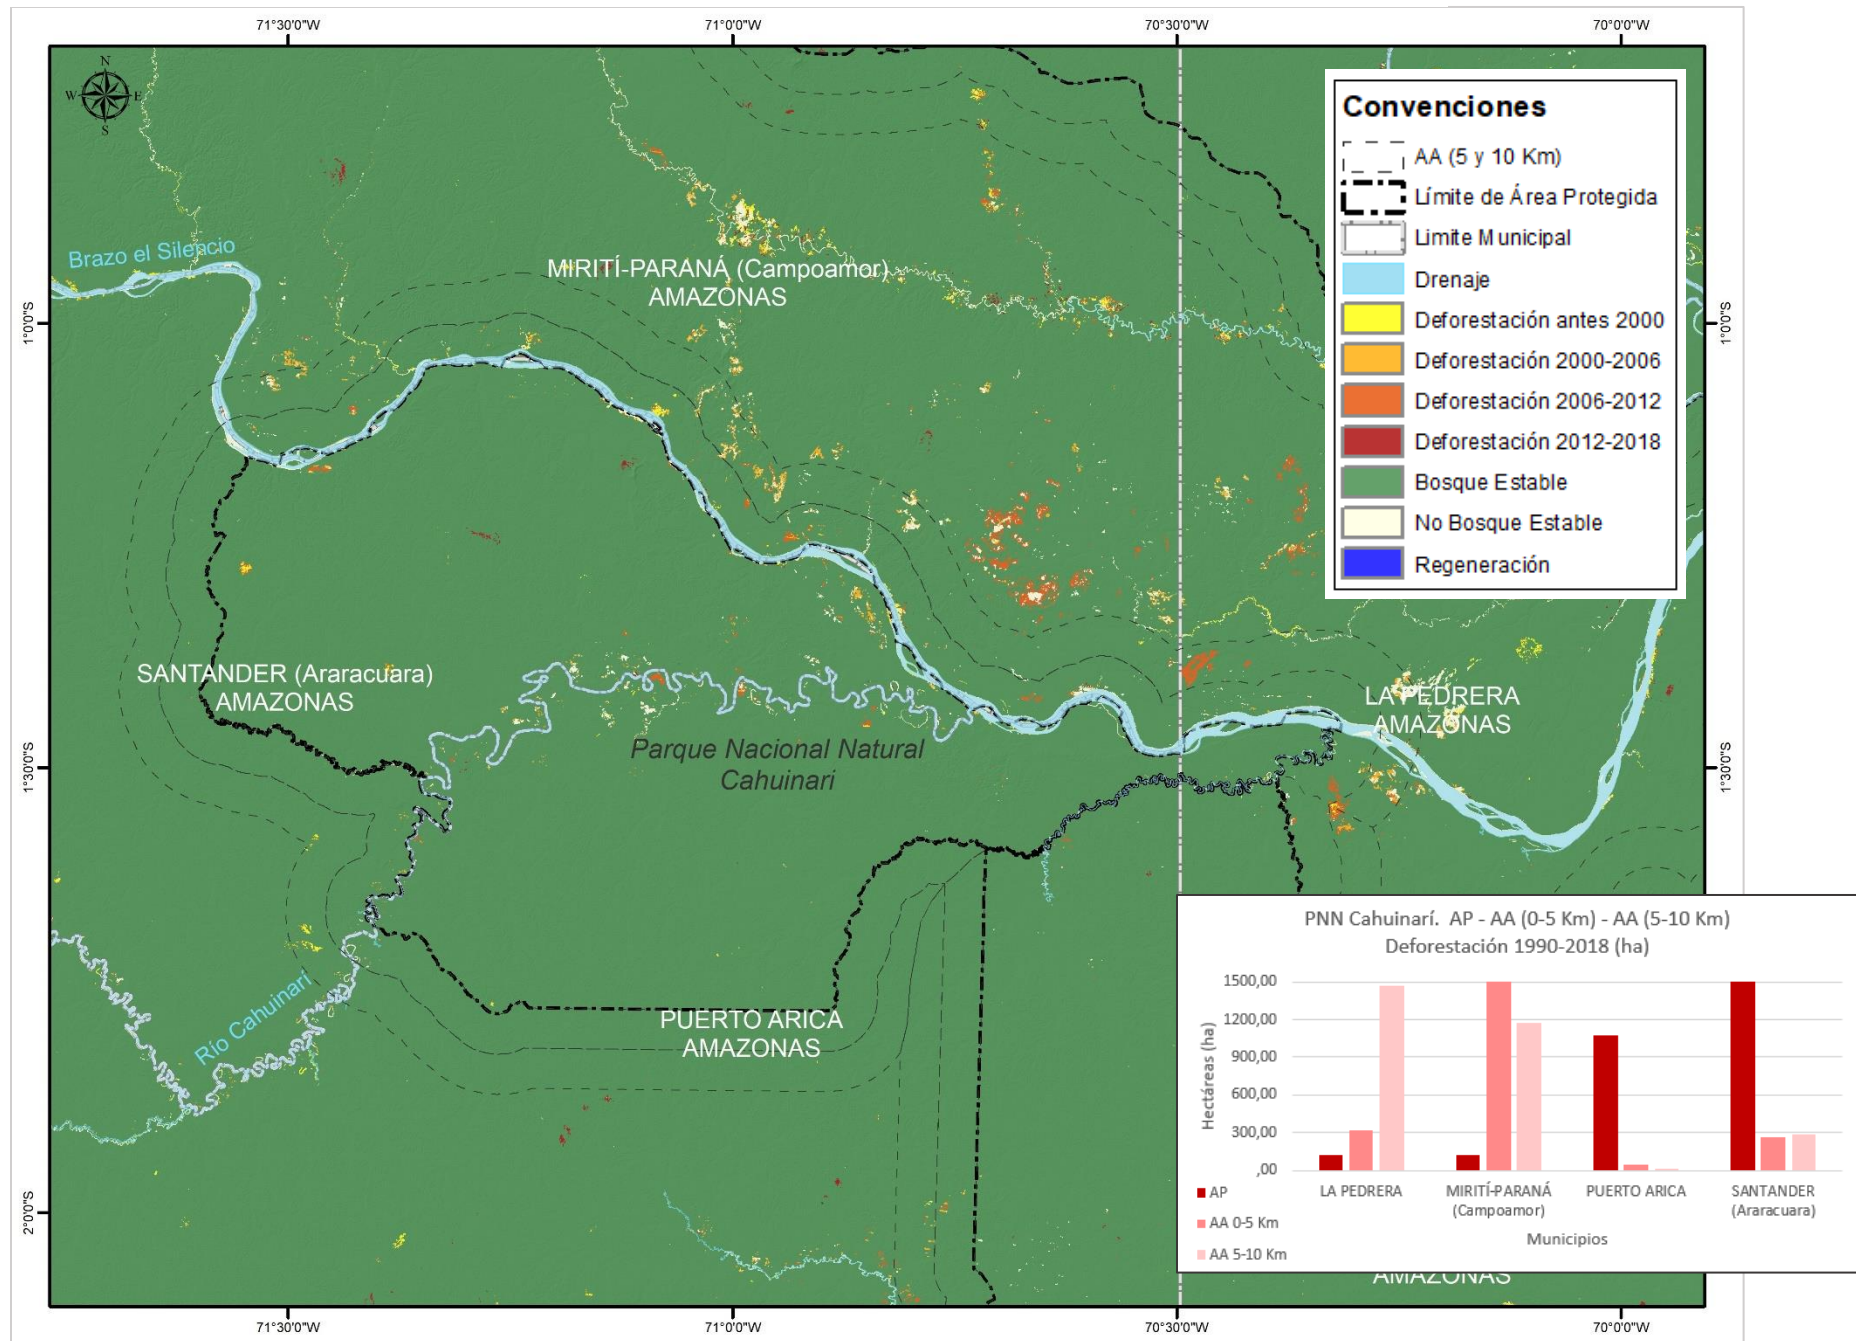 71°30'0"W
71°0'0"W
70°30'0"W
70°0'0"W
N
W E
S
Convenciones
AA (5 y 10 Km)
Límite de Área Protegida
Limite Municipal
Drenaje
Deforestación antes 2000
Deforestación 2000-2006
Deforestación 2006-2012
Deforestación 2012-2018
Bosque Estable
No Bosque Estable
Regeneración
Brazo el Silencio
MIRITÍ-PARANÁ (Campoamor)
AMAZONAS
1°0'0"S
1°0'0"S
SANTANDER (Araracuara)
AMAZONAS
LA PEDRERA
AMAZONAS
Parque Nacional Natural
Cahuinari
1°30'0"S
1°30'0"S
Río Cahuinarí
PUERTO ARICA
AMAZONAS
2°0'0"S
PNN Cahuinarí. AP - AA (0-5 Km) - AA (5-10 Km)
Deforestación 1990-2018 (ha)
Hectáreas (ha)
1500,00
1200,00
900,00
600,00
300,00
,00
LA PEDRERA
MIRITÍ-PARANÁ
(Campoamor)
PUERTO ARICA
SANTANDER
(Araracuara)
Municipios
AP
AA 0-5 Km
AA 5-10 Km
AMAZONAS
71°30'0"W
71°0'0"W
70°30'0"W
70°0'0"W